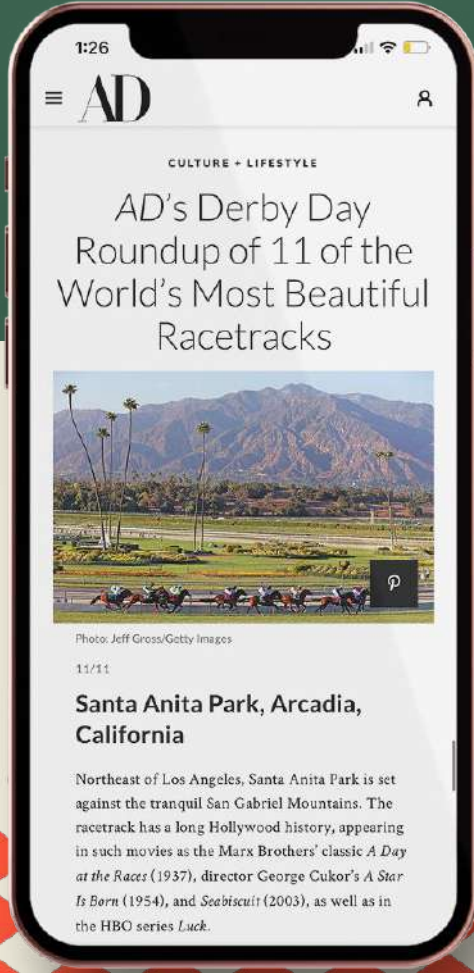 1:26
AD
CULTURE + LIFESTYLE
AD's Derby Day
Roundup of 11 of the
World's Most Beautiful
Racetracks
Photo: Jeff Gross/Getty Images
11/11
Santa Anita Park, Arcadia,
California
Northeast of Los Angeles, Santa Anita Park is set
against the tranquil San Gabriel Mountains. The
racetrack has a long Hollywood history, appearing
in such movies as the Marx Brothers' classic A Day
at the Races (1937), director George Cukor's A Star
Is Born (1954), and Seabiscuit (2003), as well as in
the HBO series Luck.